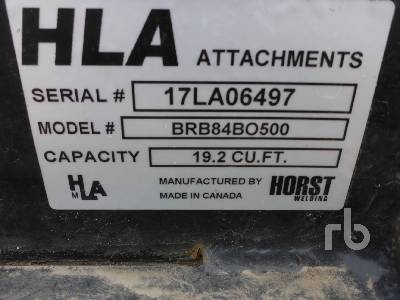 HLA ATTACHMENTS
SERIAL # 17LA06497
MODEL # BRB84BO500
CAPACITY 19.2 CU.FT.
HLA
M
MADE BY
MADE IN CANADA
HORST
WELDING
rb